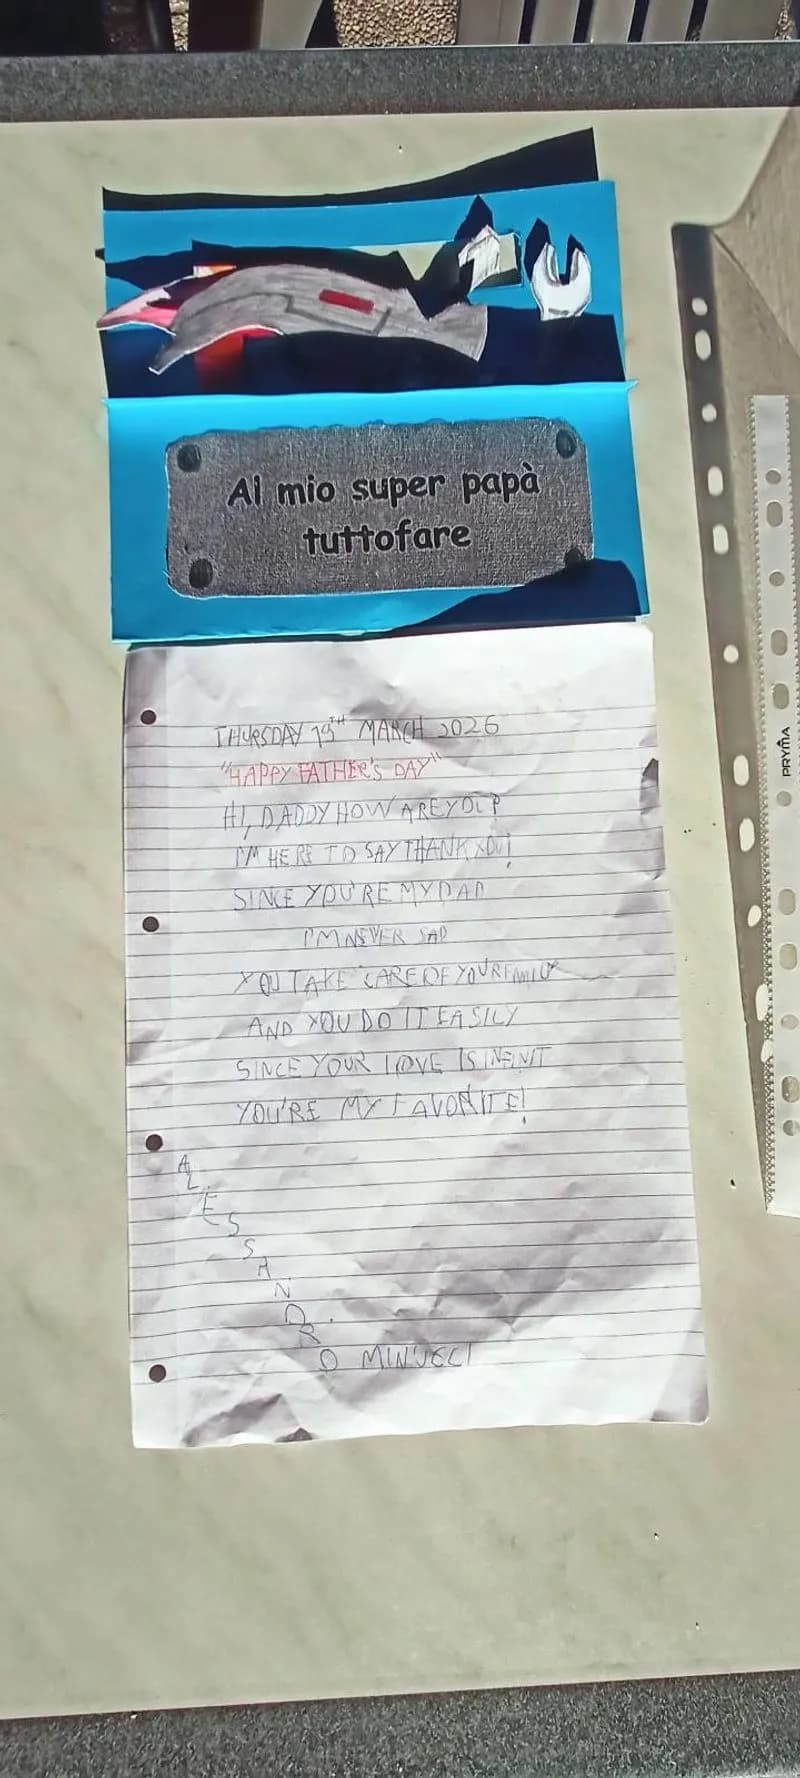 Al mio super papà
tuttofare
THURSDAY 19TH MARCH 2026
"HAPPY FATHER'S DAY"
HI, DADDY HOW ARE YOU?
I'M HERE TO SAY THANK YOU!
SINCE YOU'RE MY DAD
I'M NEVER SAD
YOU TAKE CARE OF YOUR FAMILY
AND YOU DO IT EASILY
SINCE YOUR LOVE IS INFINIT
YOU'RE MY FAVORITE!
ALESSANDRO MINUCCI
PRYMA